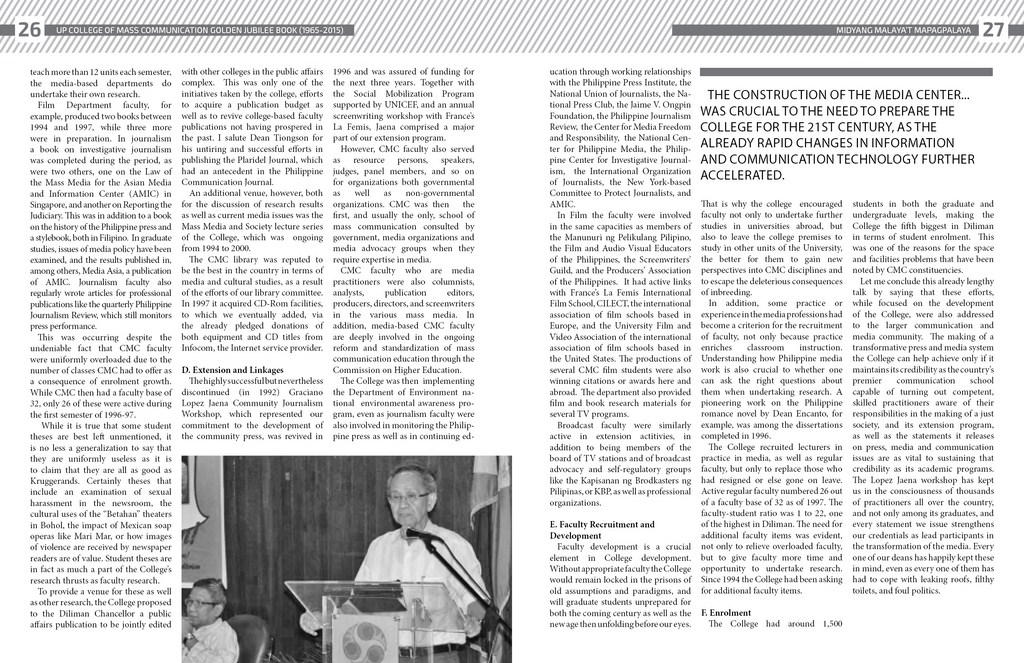 26
UP COLLEGE OF MASS COMMUNICATION GOLDEN JUBILEE BOOK (1965-2015)
teach more than 12 units each semester,
the media-based departments do
undertake their own research.
Film Department faculty, for
example, produced two books between
1994 and 1997, while three more
were in preparation. In journalism
a book on investigative journalism
was completed during the period, as
were two others, one on the Law of
the Mass Media for the Asian Media
and Information Center (AMIC) in
Singapore, and another on Reporting the
Judiciary. This was in addition to a book
on the history of the Philippine press and
a stylebook, both in Filipino. In graduate
studies, issues of media policy have been
examined, and the results published in,
among others, Media Asia, a publication
of AMIC. Journalism faculty also
regularly wrote articles for professional
publications like the quarterly Philippine
Journalism Review, which still monitors
press performance.
This was occurring despite the
undeniable fact that CMC faculty
were uniformly overloaded due to the
number of classes CMC had to offer as
a consequence of enrolment growth.
While CMC then had a faculty base of
32, only 26 of these were active during
the first semester of 1996-97.
While it is true that some student
theses are best left unmentioned, it
is no less a generalization to say that
they are uniformly useless as it is
to claim that they are all as good as
Kruggerands. Certainly theses that
include an examination of sexual
harassment in the newsroom, the
cultural uses of the "Betahan" theaters
in Bohol, the impact of Mexican soap
operas like Mari Mar, or how images
of violence are received by newspaper
readers are of value. Student theses are
in fact as much a part of the College's
research thrusts as faculty research.
To provide a venue for these as well
as other research, the College proposed
to the Diliman Chancellor a public
affairs publication to be jointly edited
with other colleges in the public affairs
complex. This was only one of the
initiatives taken by the college, efforts
to acquire a publication budget as
well as to revive college-based faculty
publications not having prospered in
the past. I salute Dean Tiongson for
his untiring and successful efforts in
publishing the Plaridel Journal, which
had an antecedent in the Philippine
Communication Journal.
An additional venue, however, both
for the discussion of research results
as well as current media issues was the
Mass Media and Society lecture series
of the College, which was ongoing
from 1994 to 2000.
The CMC library was reputed to
be the best in the country in terms of
media and cultural studies, as a result
of the efforts of our library committee.
In 1997 it acquired CD-Rom facilities,
to which we eventually added, via
the already pledged donations of
both equipment and CD titles from
Infocom, the Internet service provider.
D. Extension and Linkages
The highly successful but nevertheless
discontinued (in 1992) Graciano
Lopez Jaena Community Journalism
Workshop, which represented our
commitment to the development of
the community press, was revived in
1996 and was assured of funding for
the next three years. Together with
the Social Mobilization Program
supported by UNICEF, and an annual
screenwriting workshop with France's
La Femis, Jaena comprised a major
part of our extension program.
However, CMC faculty also served
as resource persons, speakers,
judges, panel members, and so on
for organizations both governmental
as well as non-governmental
organizations. CMC was then the
first, and usually the only, school of
mass communication consulted by
government, media organizations and
media advocacy groups when they
require expertise in media.
CMC faculty who are media
practitioners were also columnists,
analysts, publication editors,
producers, directors, and screenwriters
in the various mass media. In
addition, media-based CMC faculty
are deeply involved in the ongoing
reform and standardization of mass
communication education through the
Commission on Higher Education.
The College was then implementing
the Department of Environment na-
tional environmental awareness pro-
gram, even as journalism faculty were
also involved in monitoring the Philip-
pine press as well as in continuing ed-
MIDYANG MALAYA'T MAPAGPALAYA
27
ucation through working relationships
with the Philippine Press Institute, the
National Union of Journalists, the Na-
tional Press Club, the Jaime V. Ongpin
Foundation, the Philippine Journalism
Review, the Center for Media Freedom
and Responsibility, the National Cen-
ter for Philippine Media, the Philip-
pine Center for Investigative Journal-
ism, the International Organization
of Journalists, the New York-based
Committee to Protect Journalists, and
AMIC.
In Film the faculty were involved
in the same capacities as members of
the Manunuri ng Pelikulang Pilipino,
the Film and Audio Visual Educators
of the Philippines, the Screenwriters'
Guild, and the Producers' Association
of the Philippines. It had active links
with France's La Femis International
Film School, CILECT, the international
association of film schools based in
Europe, and the University Film and
Video Association of the international
association of film schools based in
the United States. The productions of
several CMC film students were also
winning citations or awards here and
abroad. The department also provided
film and book research materials for
several TV programs.
Broadcast faculty were similarly
active in extension actitivies, in
addition to being members of the
board of TV stations and of broadcast
advocacy and self-regulatory groups
like the Kapisanan ng Brodkasters ng
Pilipinas, or KBP, as well as professional
organizations.
E. Faculty Recruitment and
Development
Faculty development is a crucial
element in College development.
Without appropriate faculty the College
would remain locked in the prisons of
old assumptions and paradigms, and
will graduate students unprepared for
both the coming century as well as the
new age then unfolding before our eyes.
THE CONSTRUCTION OF THE MEDIA CENTER...
WAS CRUCIAL TO THE NEED TO PREPARE THE
COLLEGE FOR THE 21ST CENTURY, AS THE
ALREADY RAPID CHANGES IN INFORMATION
AND COMMUNICATION TECHNOLOGY FURTHER
ACCELERATED.
That is why the college encouraged
faculty not only to undertake further
studies in universities abroad, but
also to leave the college premises to
study in other units of the University,
the better for them to gain new
perspectives into CMC disciplines and
to escape the deleterious consequences
of inbreeding.
In addition, some practice or
experience in the media professions had
become a criterion for the recruitment
of faculty, not only because practice
enriches classroom instruction.
Understanding how Philippine media
work is also crucial to whether one
can ask the right questions about
them when undertaking research. A
pioneering work on the Philippine
romance novel by Dean Encanto, for
example, was among the dissertations
completed in 1996.
The College recruited lecturers in
practice in media, as well as regular
faculty, but only to replace those who
had resigned or else gone on leave.
Active regular faculty numbered 26 out
of a faculty base of 32 as of 1997. The
faculty-student ratio was 1 to 22, one
of the highest in Diliman. The need for
additional faculty items was evident,
not only to relieve overloaded faculty,
but to give faculty more time and
opportunity to undertake research.
Since 1994 the College had been asking
for additional faculty items.
F. Enrolment
The College had around 1,500
students in both the graduate and
undergraduate levels, making the
College the fifth biggest in Diliman
in terms of student enrolment. This
was one of the reasons for the space
and facilities problems that have been
noted by CMC constituencies.
Let me conclude this already lengthy
talk by saying that these efforts,
while focused on the development
of the College, were also addressed
to the larger communication and
media community. The making of a
transformative press and media system
the College can help achieve only if it
maintains its credibility as the country's
premier communication school
capable of turning out competent,
skilled practitioners aware of their
responsibilities in the making of a just
society, and its extension program,
as well as the statements it releases
on press, media and communication
issues are as vital to sustaining that
credibility as its academic programs.
The Lopez Jaena workshop has kept
us in the consciousness of thousands
of practitioners all over the country,
and not only among its graduates, and
every statement we issue strengthens
our credentials as lead participants in
the transformation of the media. Every
one of our deans has happily kept these
in mind, even as every one of them has
had to cope with leaking roofs, filthy
toilets, and foul politics.